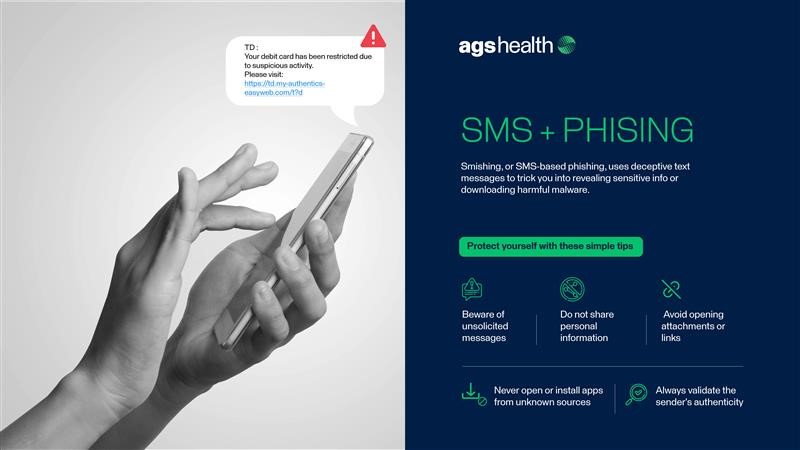 TD :
Your debit card has been restricted due
to suspicious activity.
Please visit:
https://td.my-authentics-
easyweb.com/t?d
agshealth
SMS + PHISING
Smishing, or SMS-based phishing, uses deceptive text
messages to trick you into revealing sensitive info or
downloading harmful malware.
Protect yourself with these simple tips
Beware of
unsolicited
messages
Do not share
personal
information
Avoid opening
attachments or
links
Never open or install apps
from unknown sources
Always validate the
sender's authenticity